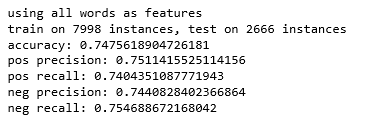 using all words as features
train on 7998 instances, test on 2666 instances
accuracy: 0.7475618904726181
pos precision: 0.7511415525114156
pos recall: 0.7404351087771943
neg precision: 0.7440828402366864
neg recall: 0.754688672168042